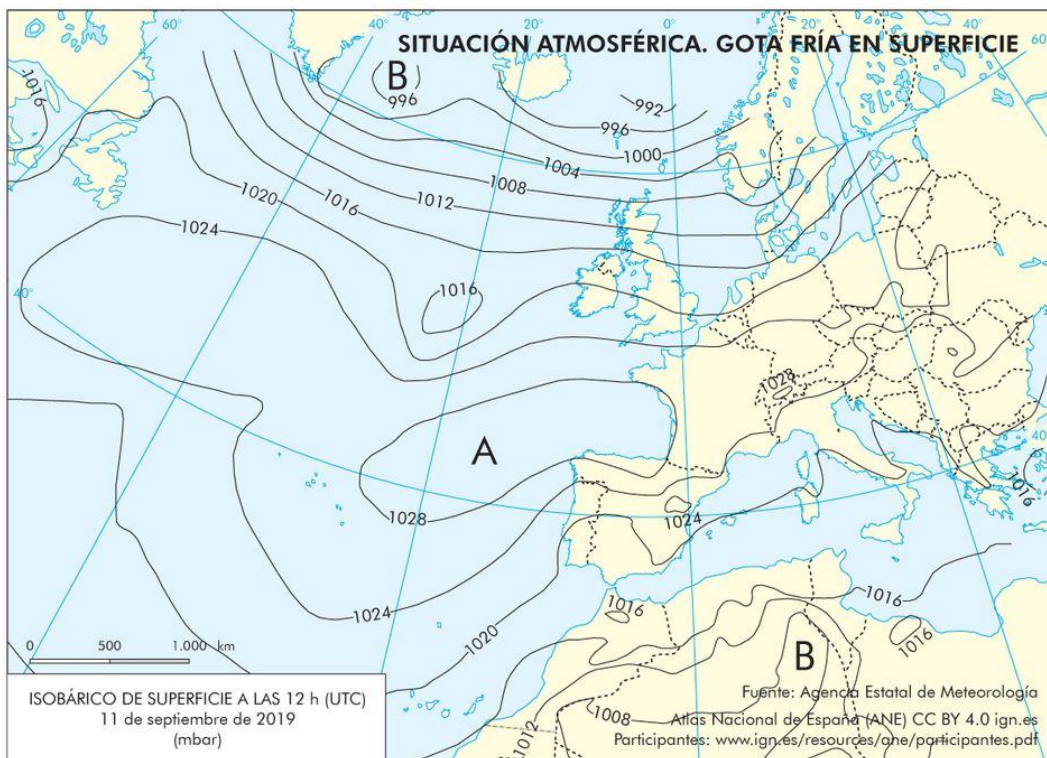 60°
40°
20°
0°
20°
40°
60°
SITUACIÓN ATMOSFÉRICA. GOTA FRÍA EN SUPERFICIE
1016
B
996
992
996
1000
1004
1008
1012
1016
1020
1024
1016
40°
1028
A
40°
1016
1028
1024
1024
1020
1016
1016
1016
B
1008
1012
0 500 1.000 km
ISOBÁRICO DE SUPERFICIE A LAS 12 h (UTC)
11 de septiembre de 2019
(mbar)
Fuente: Agencia Estatal de Meteorología
Atlas Nacional de España (ANE) CC BY 4.0 ign.es
Participantes: www.ign.es/resources/ane/participantes.pdf